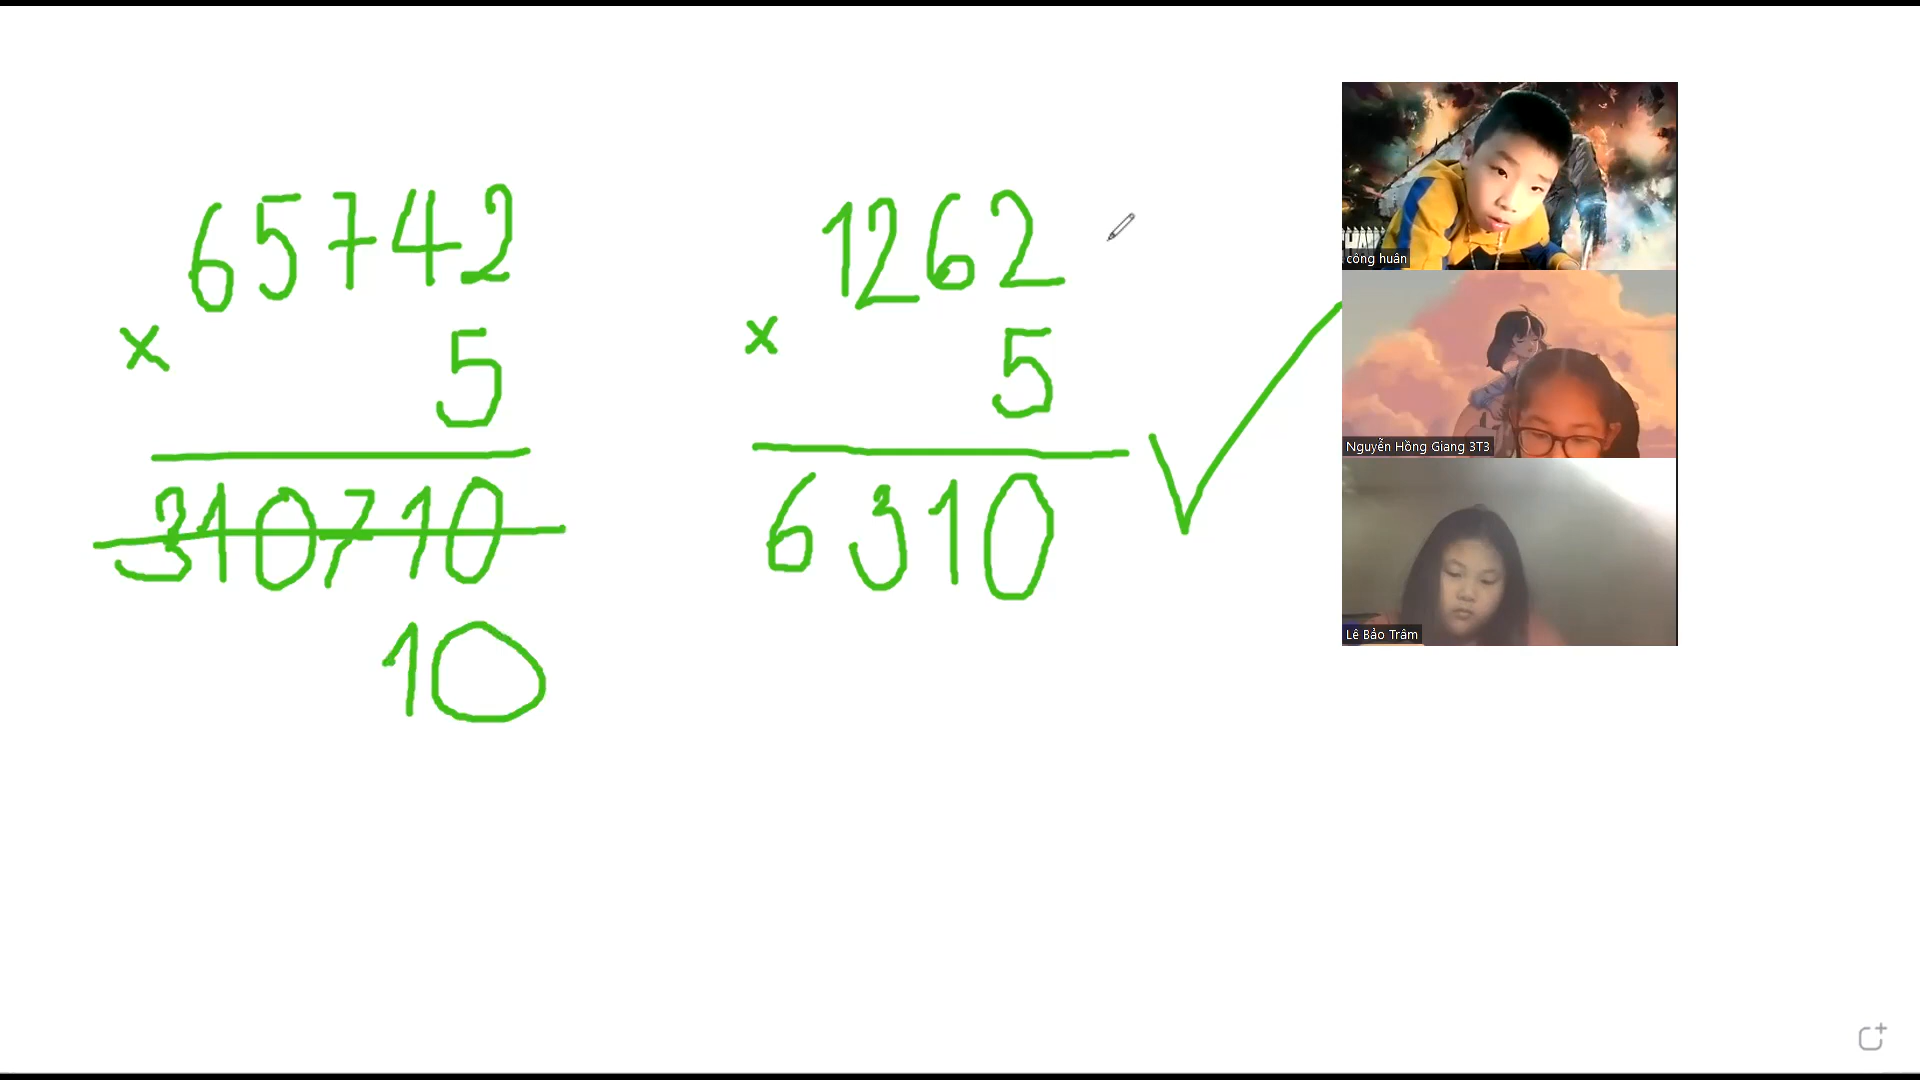 65742
x
5
310710
10
1262
x
5
6310
công huân
Nguyễn Hồng Giang 3T3
Lê Bảo Trâm